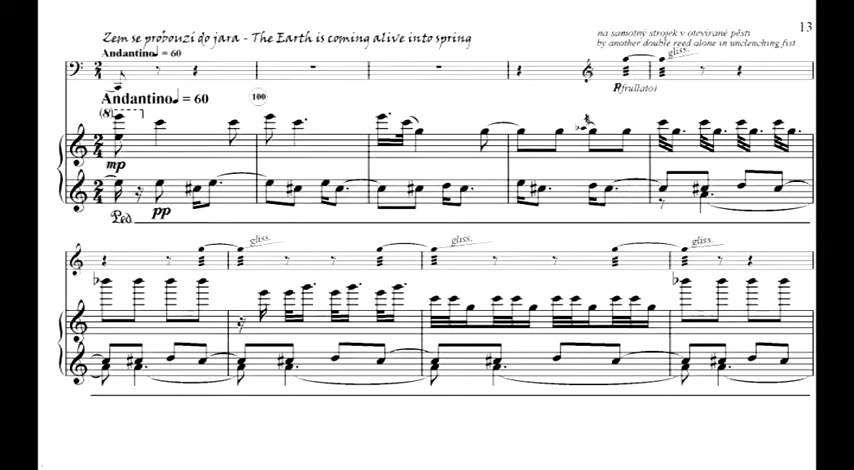 13
Zem se probouzí do jara - The Earth is coming alive into spring
na samotný strojek v otevírané pěsti
by another double reed alone in unclenching fist
Andantino ♩ = 60
gliss.
(frullato)
Andantino ♩ = 60
100
(8)
mp
pp
Ped
gliss.
gliss.
gliss.